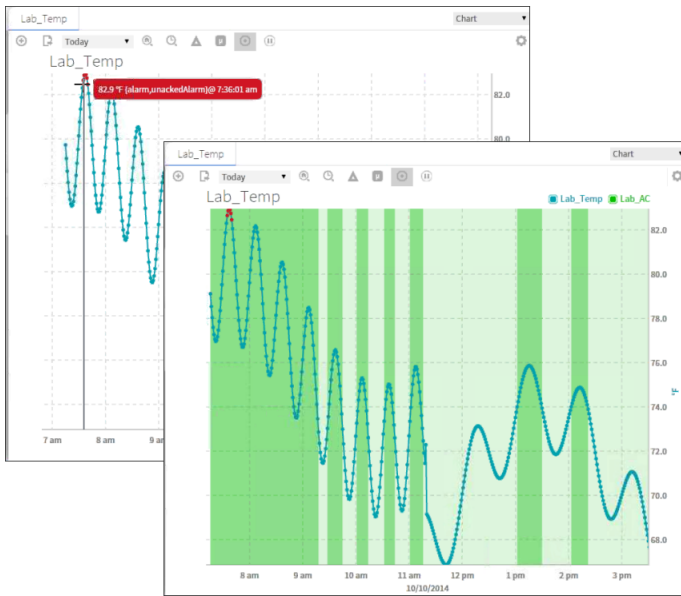 Lab_Temp
Chart
Today
Lab_Temp
82.9 °F {alarm,unackedAlarm}@ 7:36:01 am
82.0
80.0
7 am 8 am 9 ar
Lab_Temp
Chart
Today
Lab_Temp
Lab_Temp Lab_AC
82.0
80.0
78.0
76.0
°F
74.0
72.0
70.0
68.0
8 am 9 am 10 am 11 am 12 pm 1 pm 2 pm 3 pm
10/10/2014